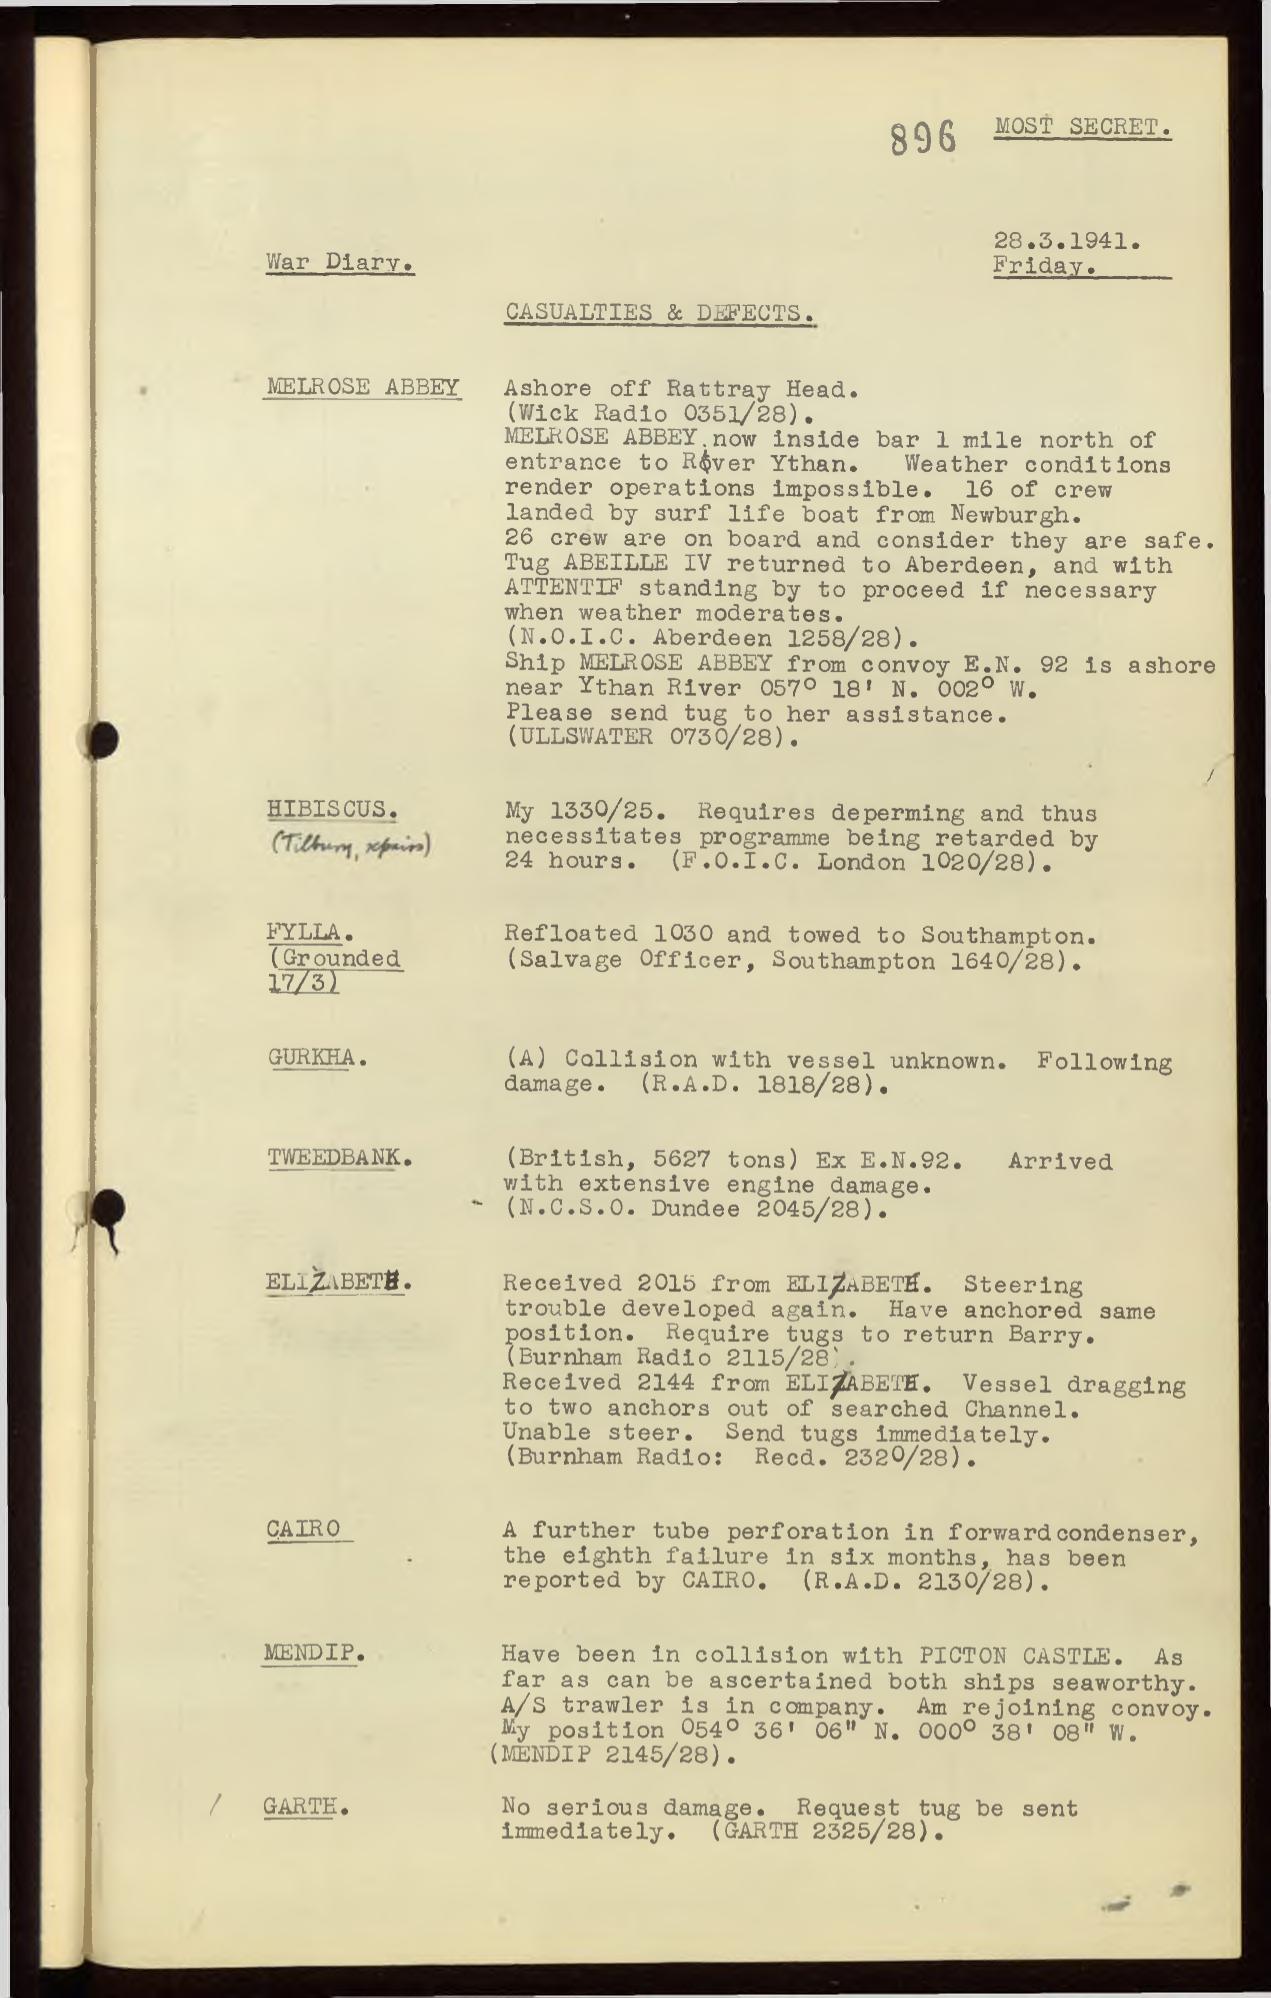 896 MOST SECRET.
28.3.1941.
War Diary.
Friday.
CASUALTIES & DEFECTS.
MELROSE ABBEY Ashore off Rattray Head.
(Wick Radio 0351/28).
MELROSE ABBEY now inside bar 1 mile north of
entrance to River Ythan. Weather conditions
render operations impossible. 16 of crew
landed by surf life boat from Newburgh.
26 crew are on board and consider they are safe.
Tug ABEILLE IV returned to Aberdeen, and with
ATTENTIF standing by to proceed if necessary
when weather moderates.
(N.O.I.C. Aberdeen 1258/28).
Ship MELROSE ABBEY from convoy E.N. 92 is ashore
near Ythan River 057° 18' N. 002° W.
Please send tug to her assistance.
(ULLSWATER 0730/28).
HIBISCUS. My 1330/25. Requires deperming and thus
(Tilbury, repairs) necessitates programme being retarded by
24 hours. (F.O.I.C. London 1020/28).
FYLLA. Refloated 1030 and towed to Southampton.
(Grounded (Salvage Officer, Southampton 1640/28).
17/3)
GURKHA. (A) Collision with vessel unknown. Following
damage. (R.A.D. 1818/28).
TWEEDBANK. (British, 5627 tons) Ex E.N.92. Arrived
with extensive engine damage.
(N.C.S.O. Dundee 2045/28).
ELIZABETH. Received 2015 from ELIZABETH. Steering
trouble developed again. Have anchored same
position. Require tugs to return Barry.
(Burnham Radio 2115/28).
Received 2144 from ELIZABETH. Vessel dragging
to two anchors out of searched Channel.
Unable steer. Send tugs immediately.
(Burnham Radio: Recd. 2320/28).
CAIRO A further tube perforation in forward condenser,
the eighth failure in six months, has been
reported by CAIRO. (R.A.D. 2130/28).
MENDIP. Have been in collision with PICTON CASTLE. As
far as can be ascertained both ships seaworthy.
A/S trawler is in company. Am rejoining convoy.
My position 054° 36' 06" N. 000° 38' 08" W.
(MENDIP 2145/28).
/ GARTH. No serious damage. Request tug be sent
immediately. (GARTH 2325/28).